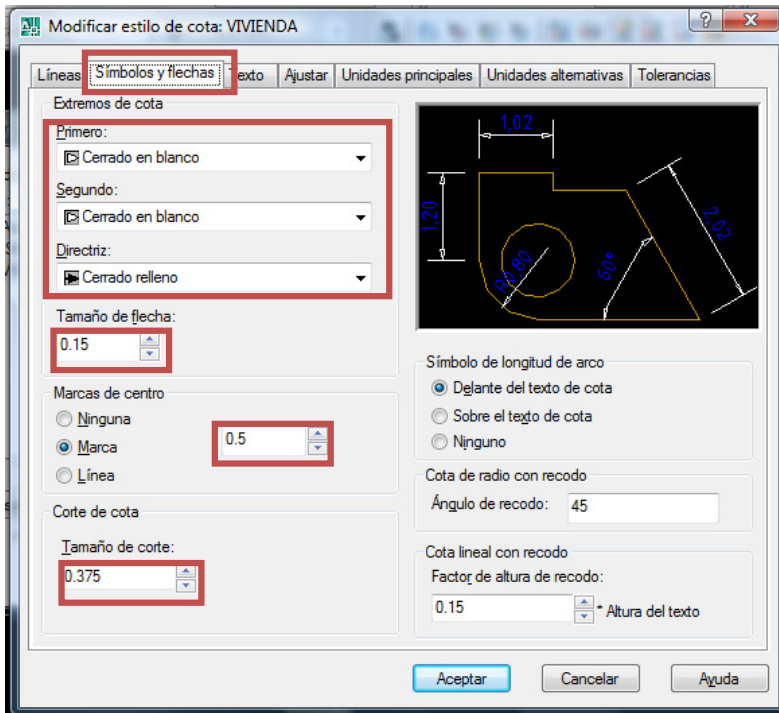 Modificar estilo de cota: VIVIENDA
Líneas Símbolos y flechas Texto Ajustar Unidades principales Unidades alternativas Tolerancias
Extremos de cota
Primero:
Cerrado en blanco
Segundo:
Cerrado en blanco
Directriz:
Cerrado relleno
Tamaño de flecha:
0.15
Marcas de centro
Ninguna
Marca
0.5
Línea
Corte de cota
Tamaño de corte:
0.375
1,02
1,20
2,02
R0,80
60°
Símbolo de longitud de arco
Delante del texto de cota
Sobre el texto de cota
Ninguno
Cota de radio con recodo
Ángulo de recodo: 45
Cota lineal con recodo
Factor de altura de recodo:
0.15 * Altura del texto
Aceptar Cancelar Ayuda